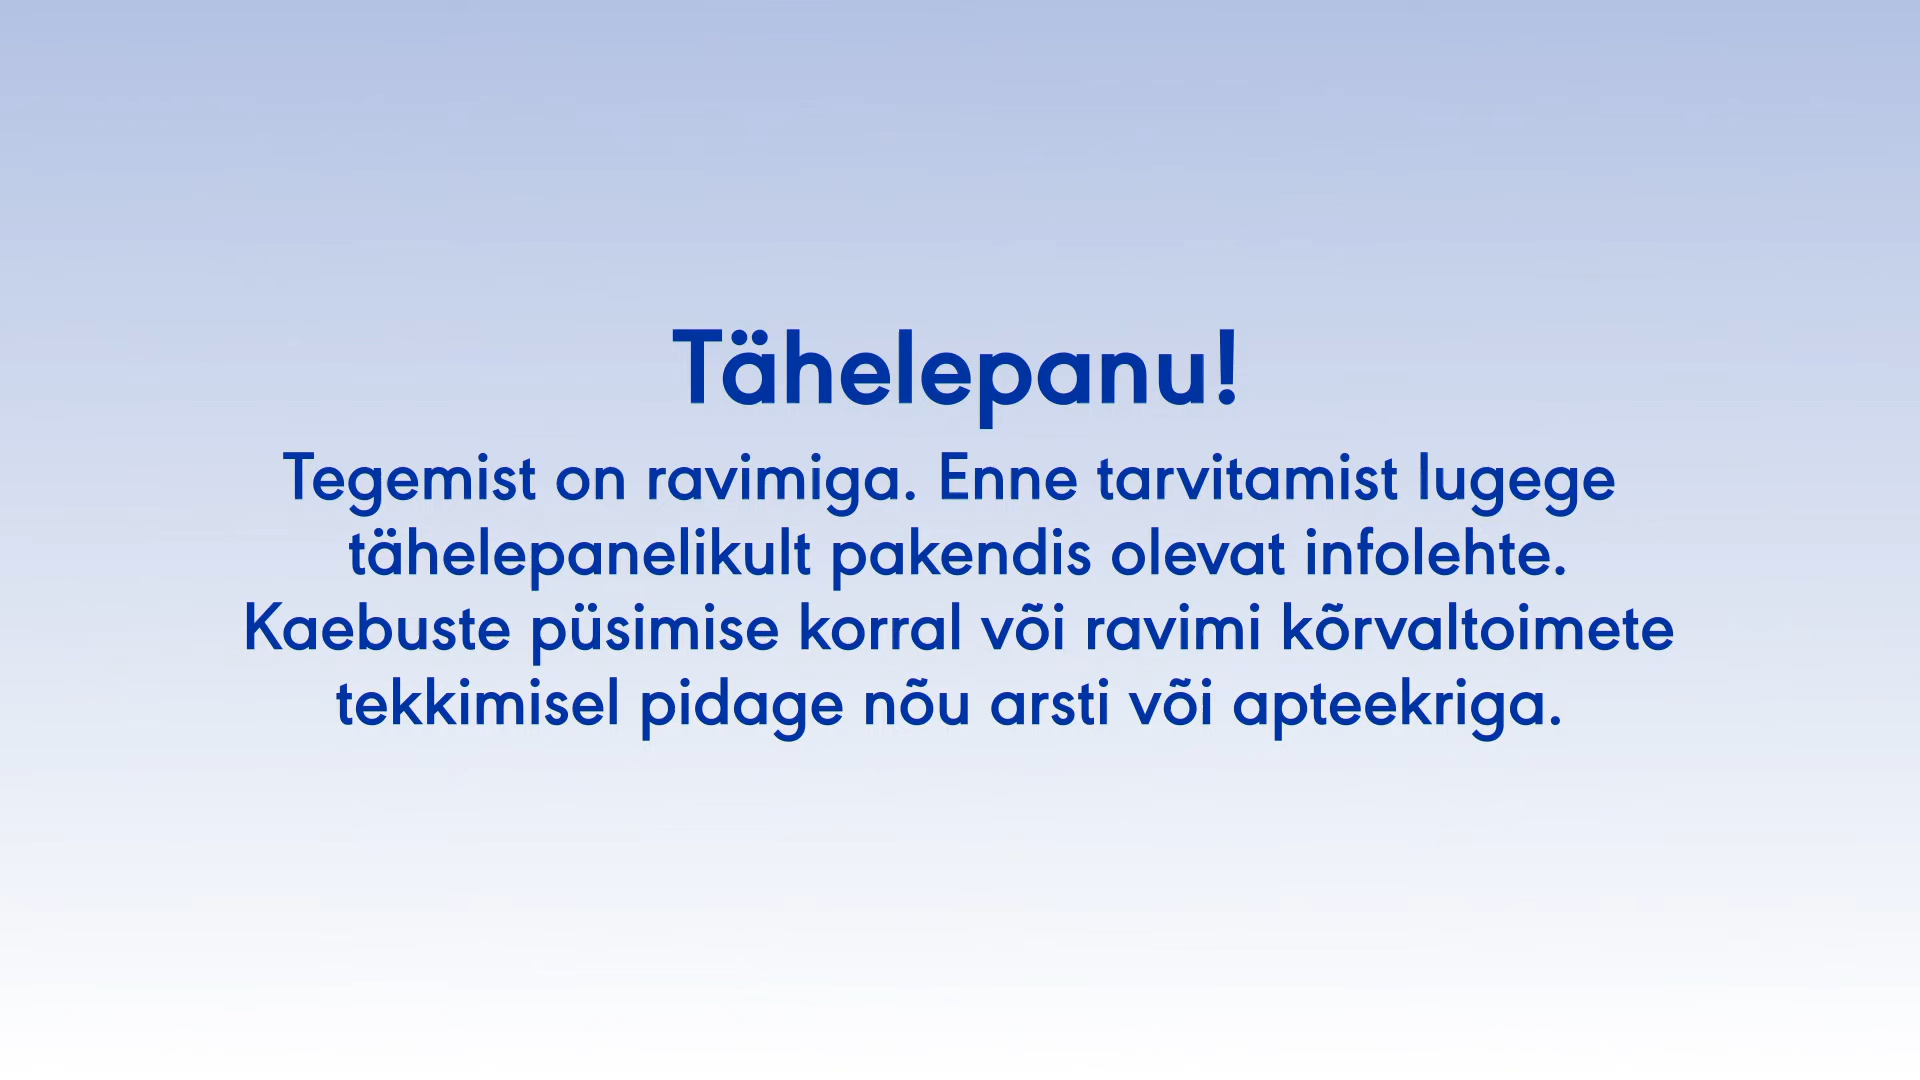 Tähelepanu!
Tegemist on ravimiga. Enne tarvitamist lugege
tähelepanelikult pakendis olevat infolehte.
Kaebuste püsimise korral või ravimi kõrvaltoimete
tekkimisel pidage nõu arsti või apteekriga.